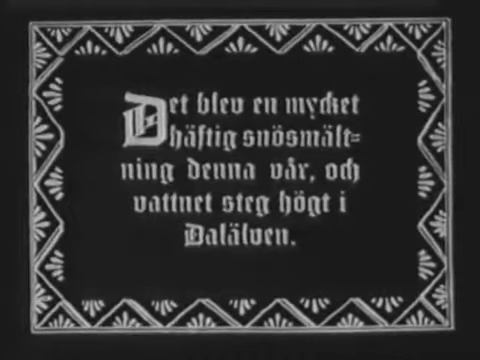 Det blev en mycket
häftig snösmält=
ning denna vår, och
vattnet steg högt i
Dalälven.